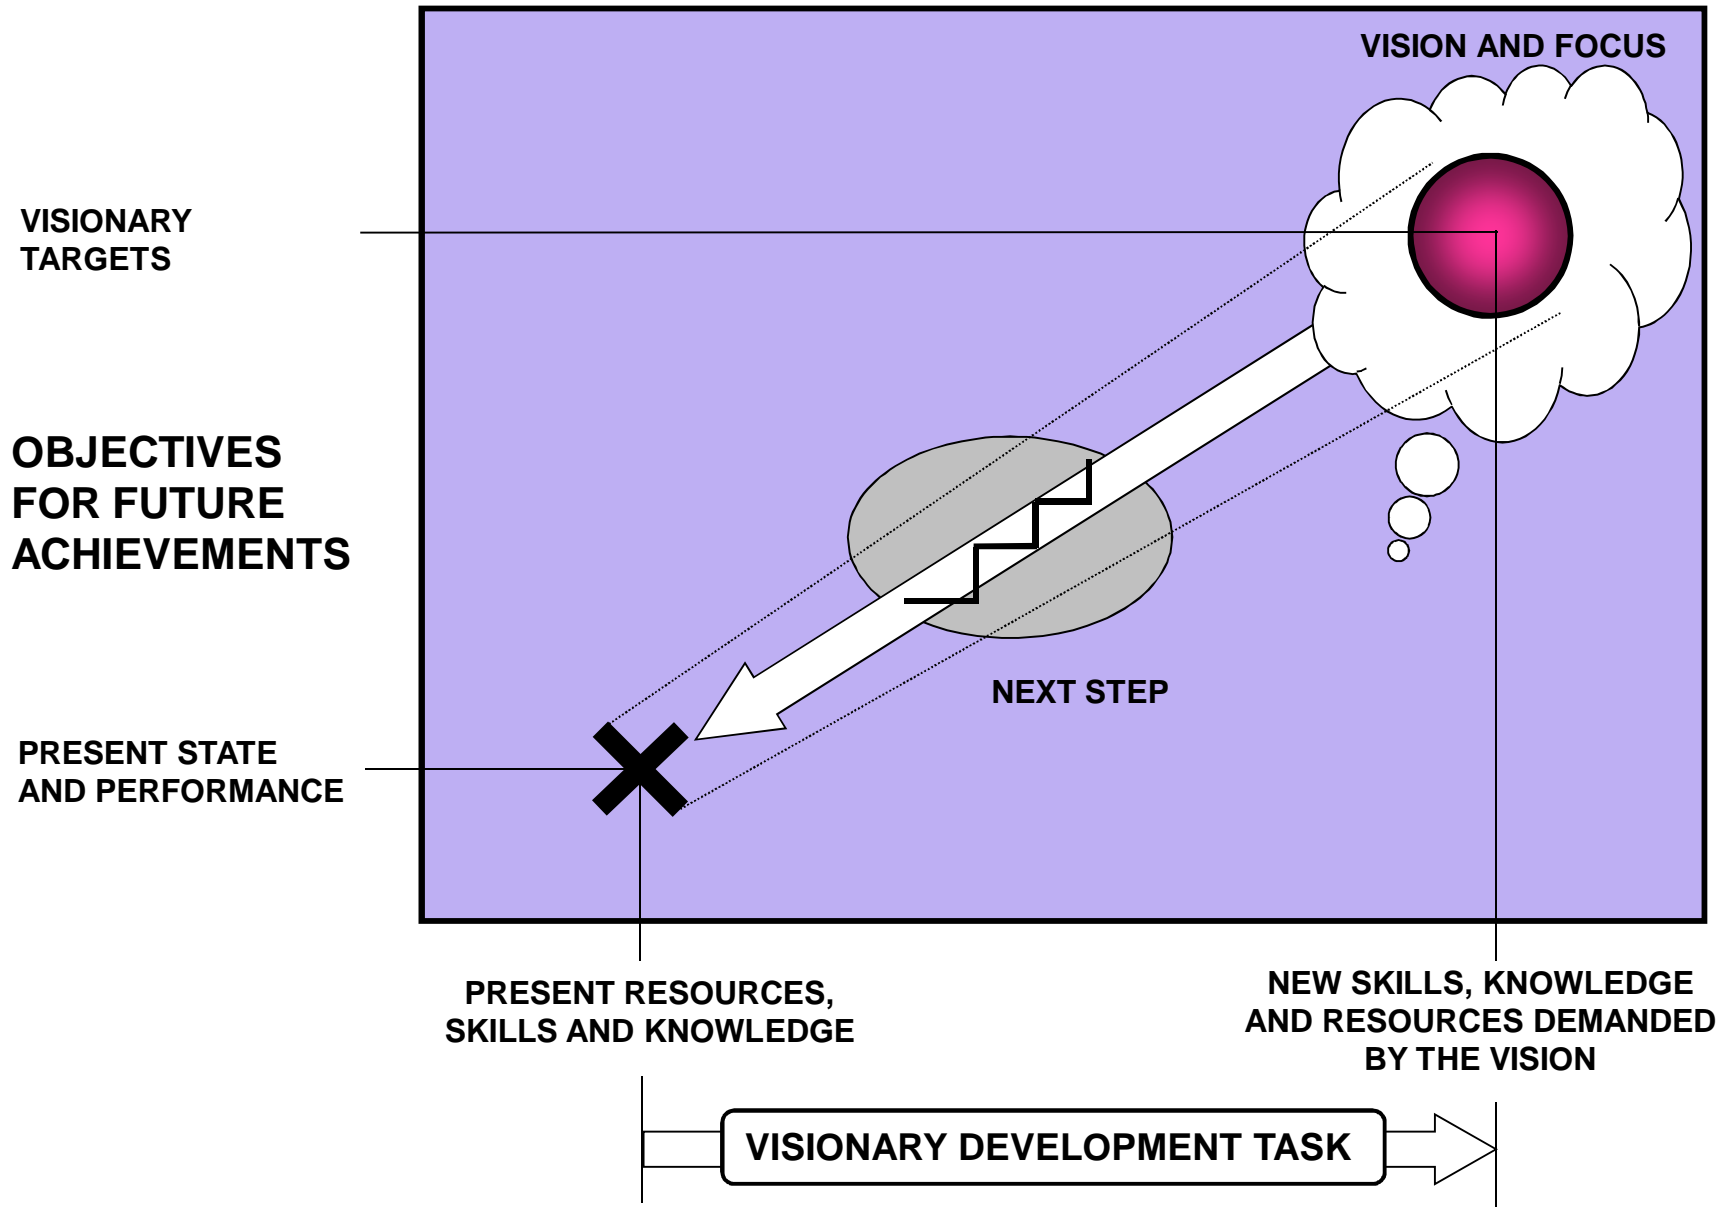 VISION AND FOCUS
VISIONARY
TARGETS
OBJECTIVES
FOR FUTURE
ACHIEVEMENTS
NEXT STEP
PRESENT STATE
AND PERFORMANCE
PRESENT RESOURCES,
SKILLS AND KNOWLEDGE
NEW SKILLS, KNOWLEDGE
AND RESOURCES DEMANDED
BY THE VISION
VISIONARY DEVELOPMENT TASK